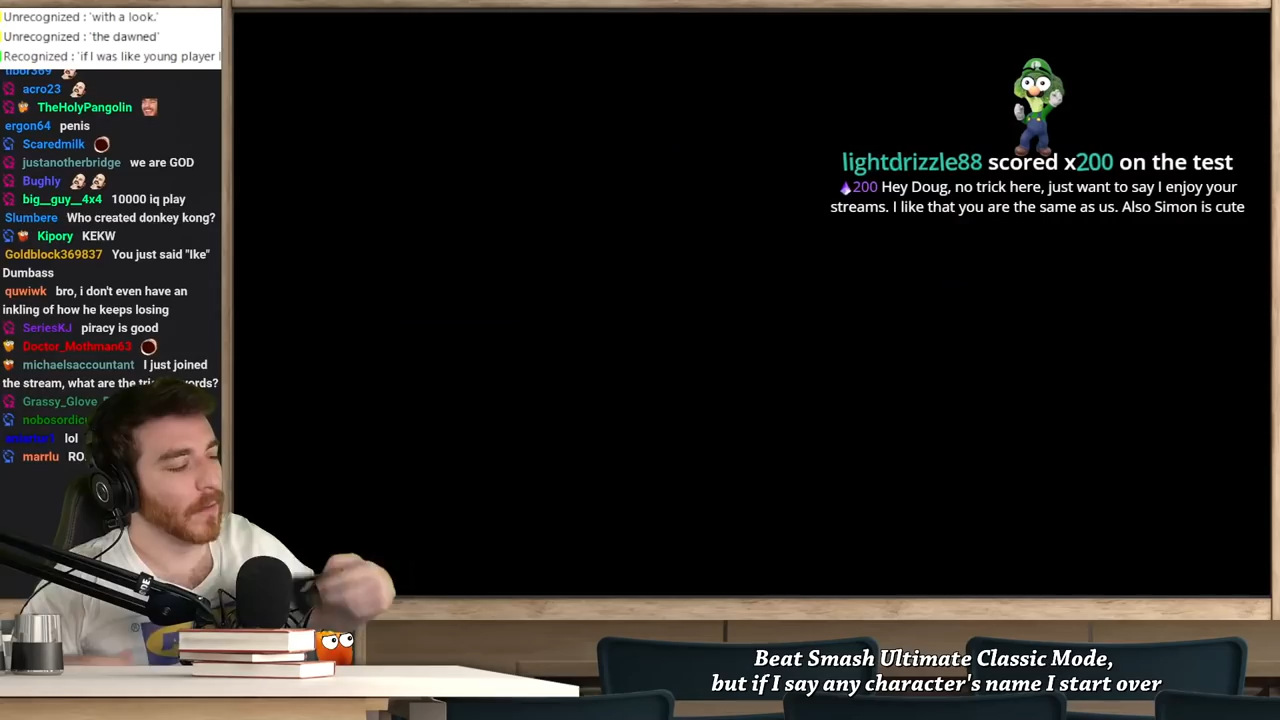 Unrecognized : 'with a look.'
Unrecognized : 'the dawned'
Recognized : 'if I was like young player
tibor369
acro23
TheHolyPangolin
ergon64 penis
Scaredmilk
justanotherbridge we are GOD
Bughly
big__guy__4x4 10000 iq play
Slumbere Who created donkey kong?
Kipory KEKW
Goldblock369837 You just said "Ike"
Dumbass
quwiwk bro, i don't even have an
inkling of how he keeps losing
SeriesKJ piracy is good
Doctor_Mothman63
michaelsaccountant I just joined
the stream, what are the
Grassy_Glove
lol
marrlu
lightdrizzle88 scored x200 on the test
200 Hey Doug, no trick here, just want to say I enjoy your
streams. I like that you are the same as us. Also Simon is cute
Beat Smash Ultimate Classic Mode,
but if I say any character's name I start over